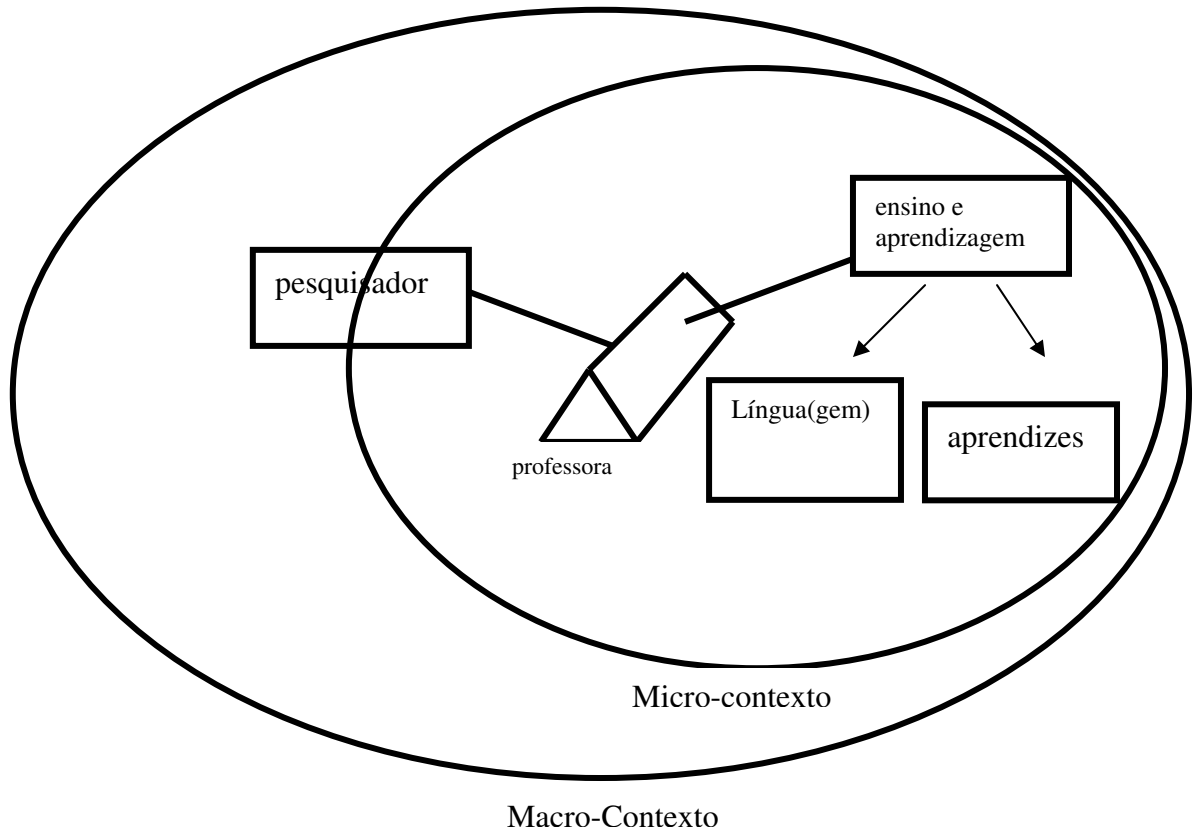 ensino e
aprendizagem
pesquisador
Língua(gem)
aprendizes
professora
Micro-contexto
Macro-Contexto